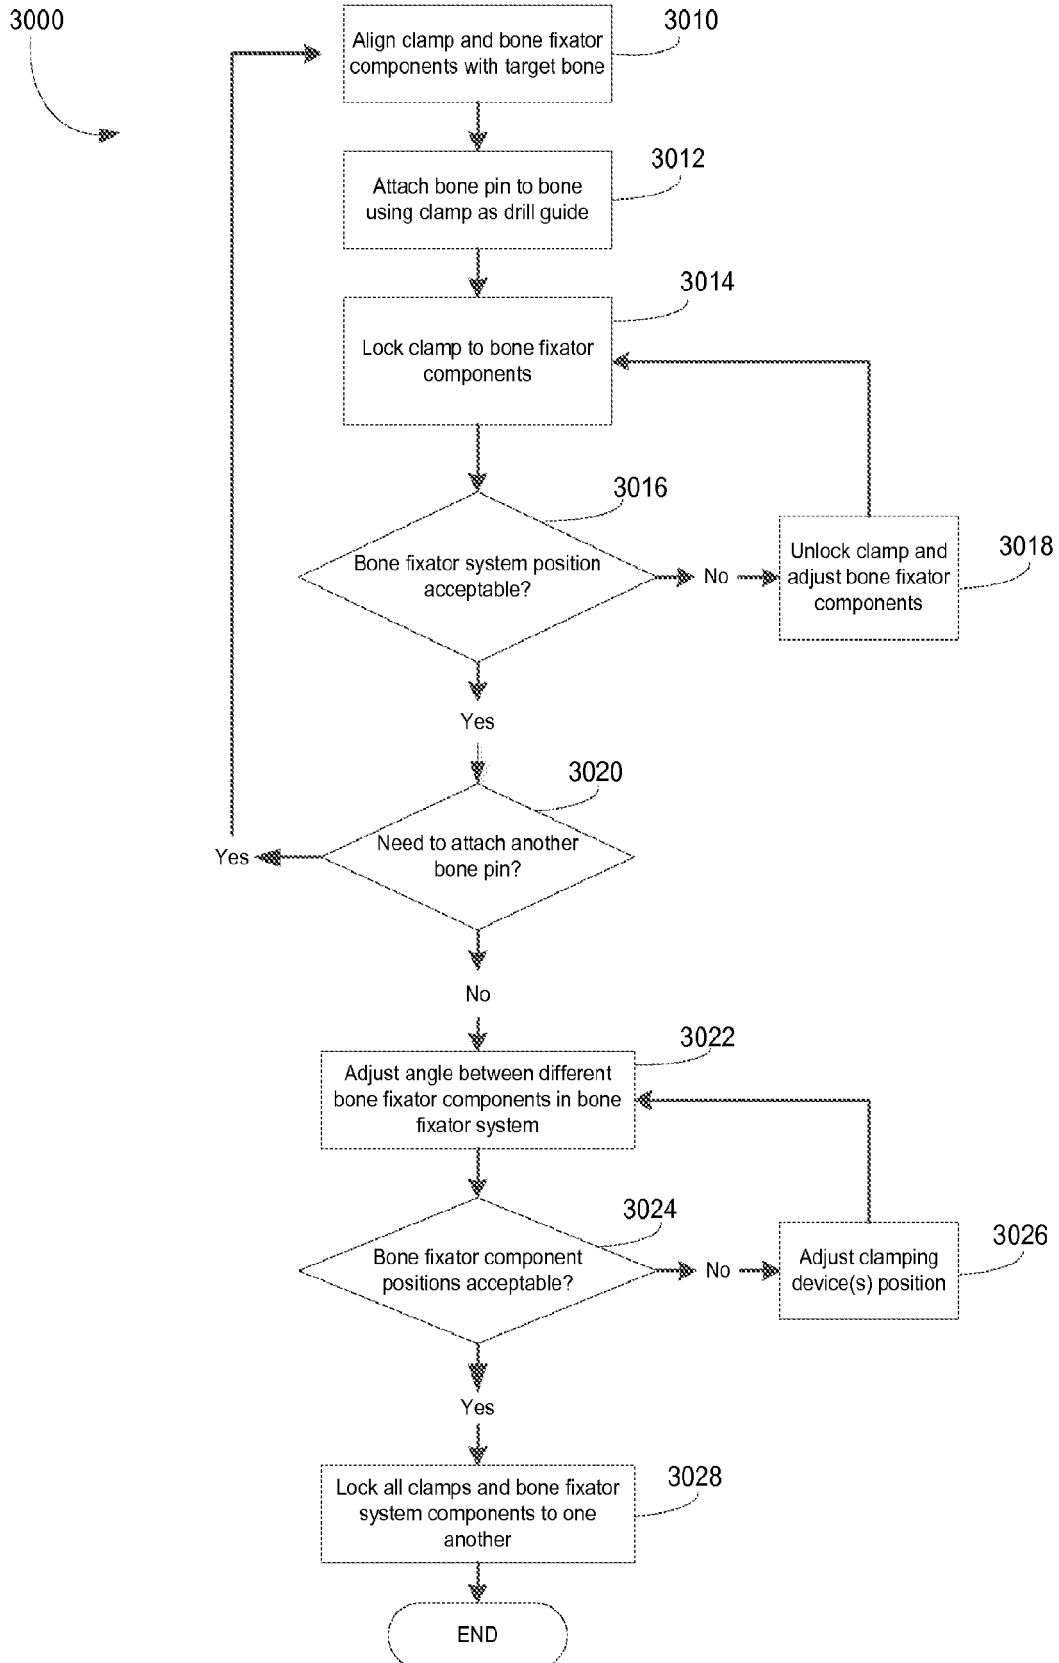 3000
3010
Align clamp and bone fixator
components with target bone
3012
Attach bone pin to bone
using clamp as drill guide
3014
Lock clamp to bone fixator
components
3016
Bone fixator system position
acceptable?
No
Unlock clamp and
adjust bone fixator
components
3018
Yes
3020
Need to attach another
bone pin?
Yes
No
3022
Adjust angle between different
bone fixator components in bone
fixator system
3024
Bone fixator component
positions acceptable?
No
Adjust clamping
device(s) position
3026
Yes
3028
Lock all clamps and bone fixator
system components to one
another
END